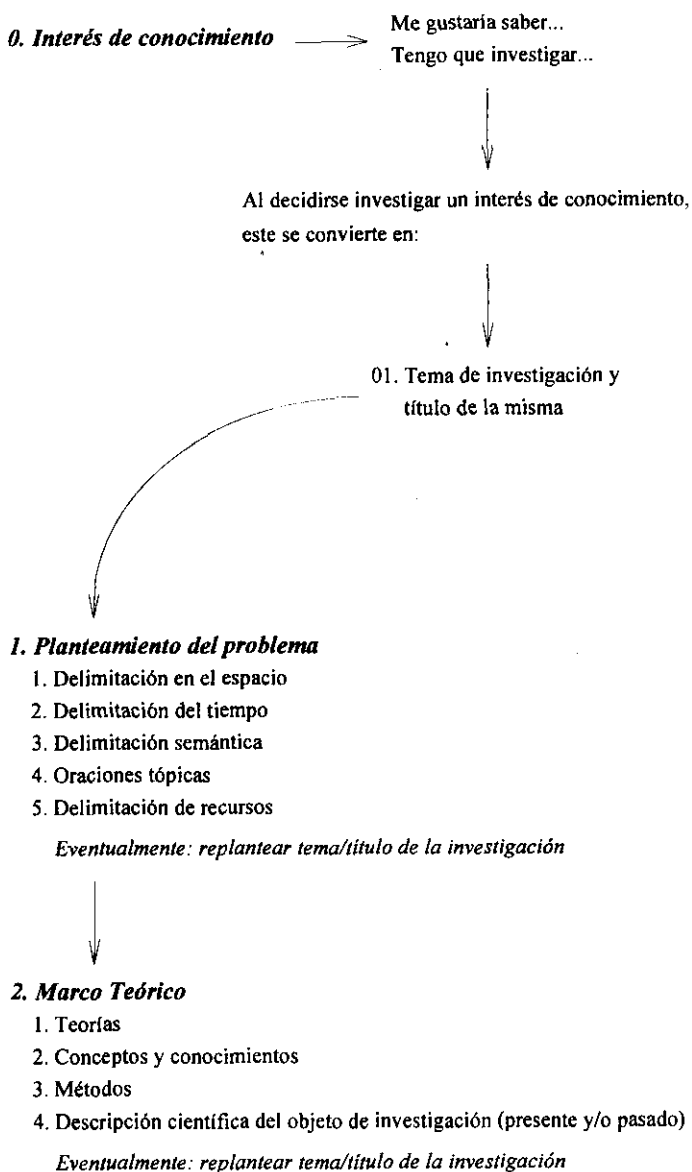 0. Interés de conocimiento
Me gustaría saber...
Tengo que investigar...
Al decidirse investigar un interés de conocimiento,
este se convierte en:
01. Tema de investigación y
título de la misma
1. Planteamiento del problema
1. Delimitación en el espacio
2. Delimitación del tiempo
3. Delimitación semántica
4. Oraciones tópicas
5. Delimitación de recursos
Eventualmente: replantear tema/título de la investigación
2. Marco Teórico
1. Teorías
2. Conceptos y conocimientos
3. Métodos
4. Descripción científica del objeto de investigación (presente y/o pasado)
Eventualmente: replantear tema/título de la investigación